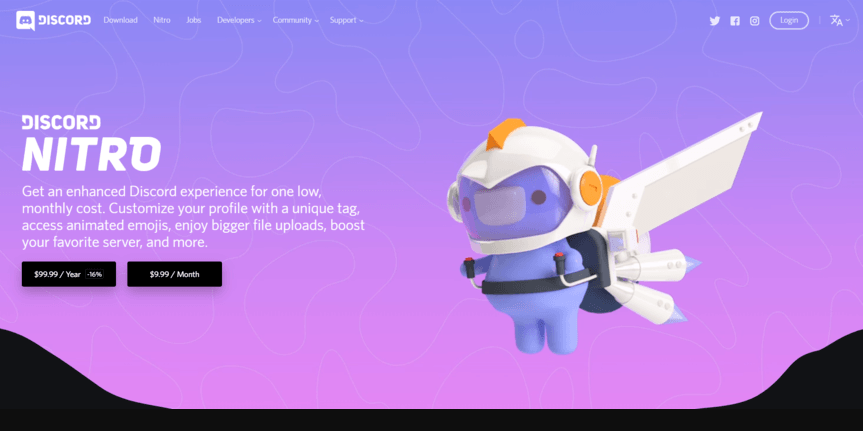 DISCORD Download Nitro Jobs Developers Community Support Login
DISCORD
NITRO
Get an enhanced Discord experience for one low,
monthly cost. Customize your profile with a unique tag,
access animated emojis, enjoy bigger file uploads, boost
your favorite server, and more.
$99.99 / Year -16% $9.99 / Month